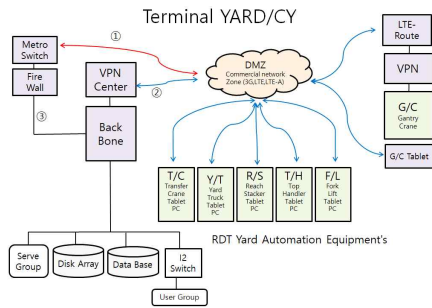 Terminal YARD/CY
①
Metro
Switch
Fire
Wall
③
VPN
Center
②
Back
Bone
DMZ
Commercial network
Zone (3G,LTE,LTE-A)
LTE-
Route
VPN
G/C
Gantry
Crane
G/C Tablet
T/C
Transfer
Crane
Tablet
PC
Y/T
Yard
Truck
Tablet
PC
R/S
Reach
Stacker
Tablet
PC
T/H
Top
Handler
Tablet
PC
F/L
Fork
Lift
Tablet
PC
RDT Yard Automation Equipment's
Serve
Group
Disk Array
Data Base
I2
Switch
User Group